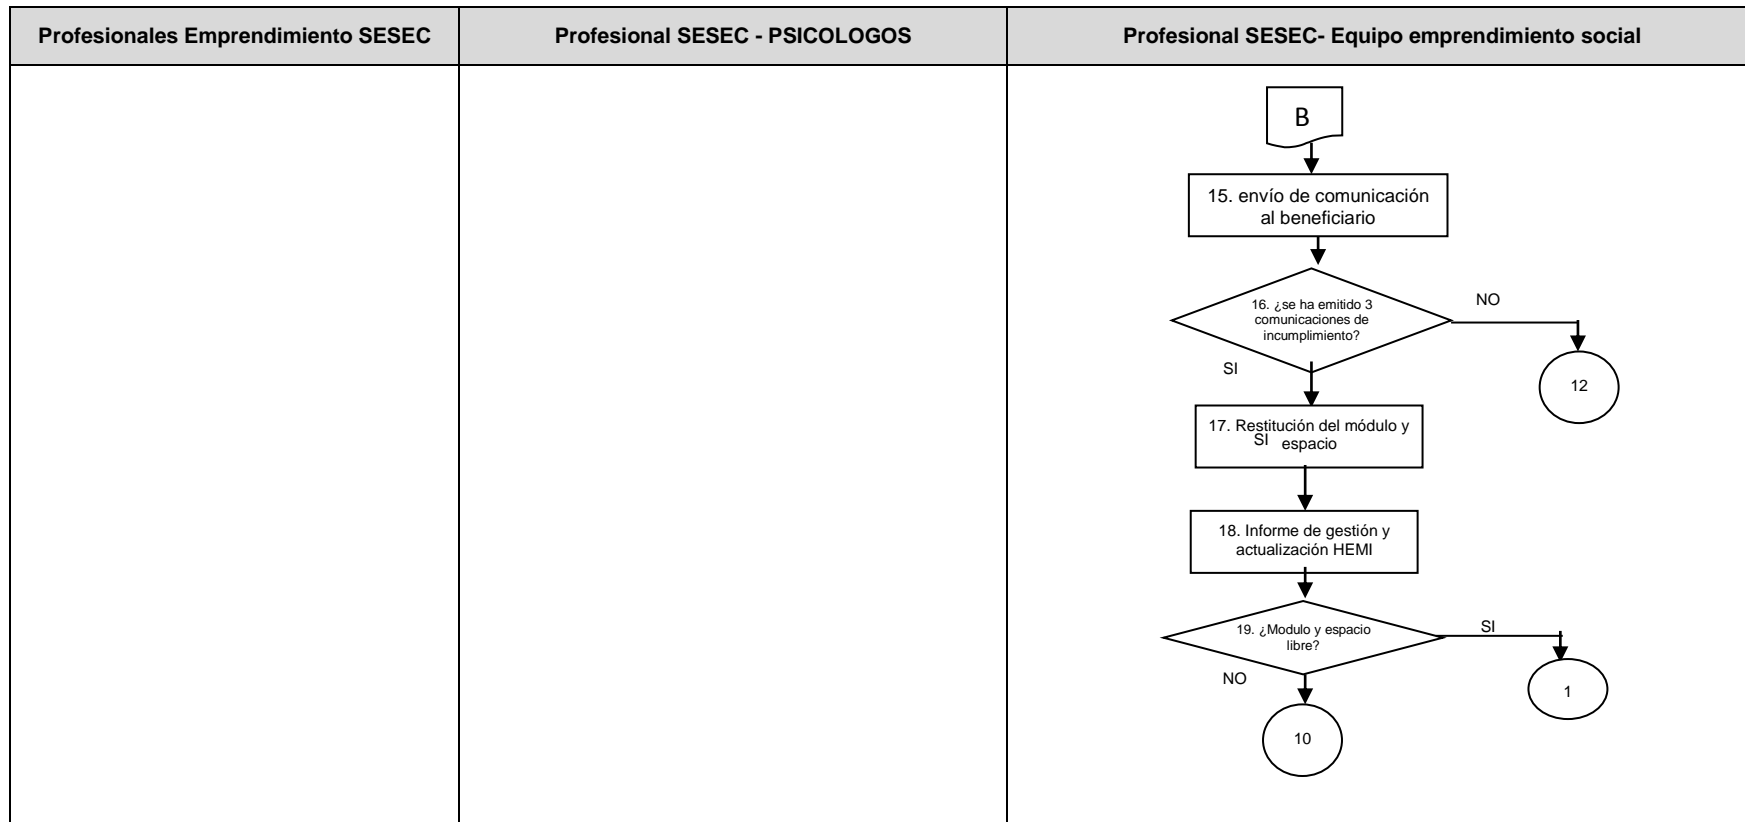 Profesionales Emprendimiento SESEC
Profesional SESEC - PSICOLOGOS
Profesional SESEC- Equipo emprendimiento social
B
15. envío de comunicación
al beneficiario
16. ¿se ha emitido 3
comunicaciones de
incumplimiento?
NO
SI
12
17. Restitución del módulo y
SI espacio
18. Informe de gestión y
actualización HEMI
19. ¿Modulo y espacio
libre?
SI
NO
1
10